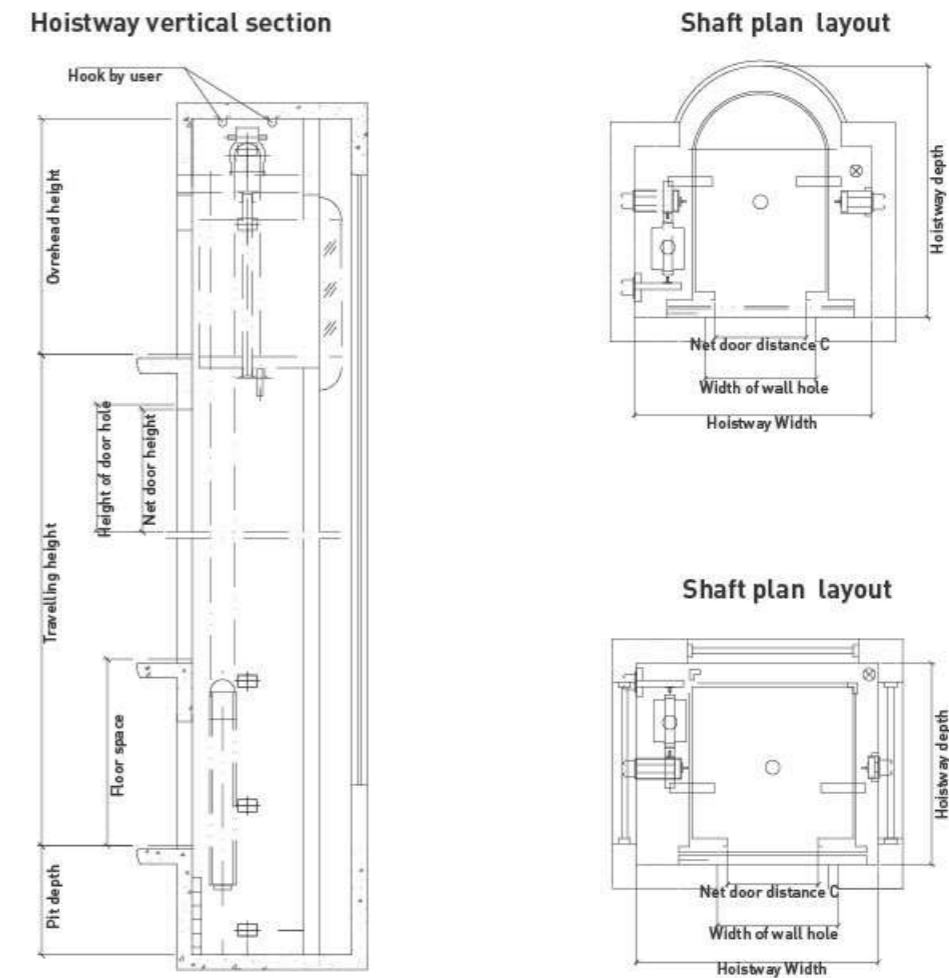 Hoistway vertical section
Hook by user
Ovrehead height
Height of door hole
Net door height
Travelling height
Floor space
Pit depth
Shaft plan layout
Hoistway depth
Net door distance C
Width of wall hole
Hoistway Width
Shaft plan layout
Hoistway depth
Net door distance C
Width of wall hole
Hoistway Width